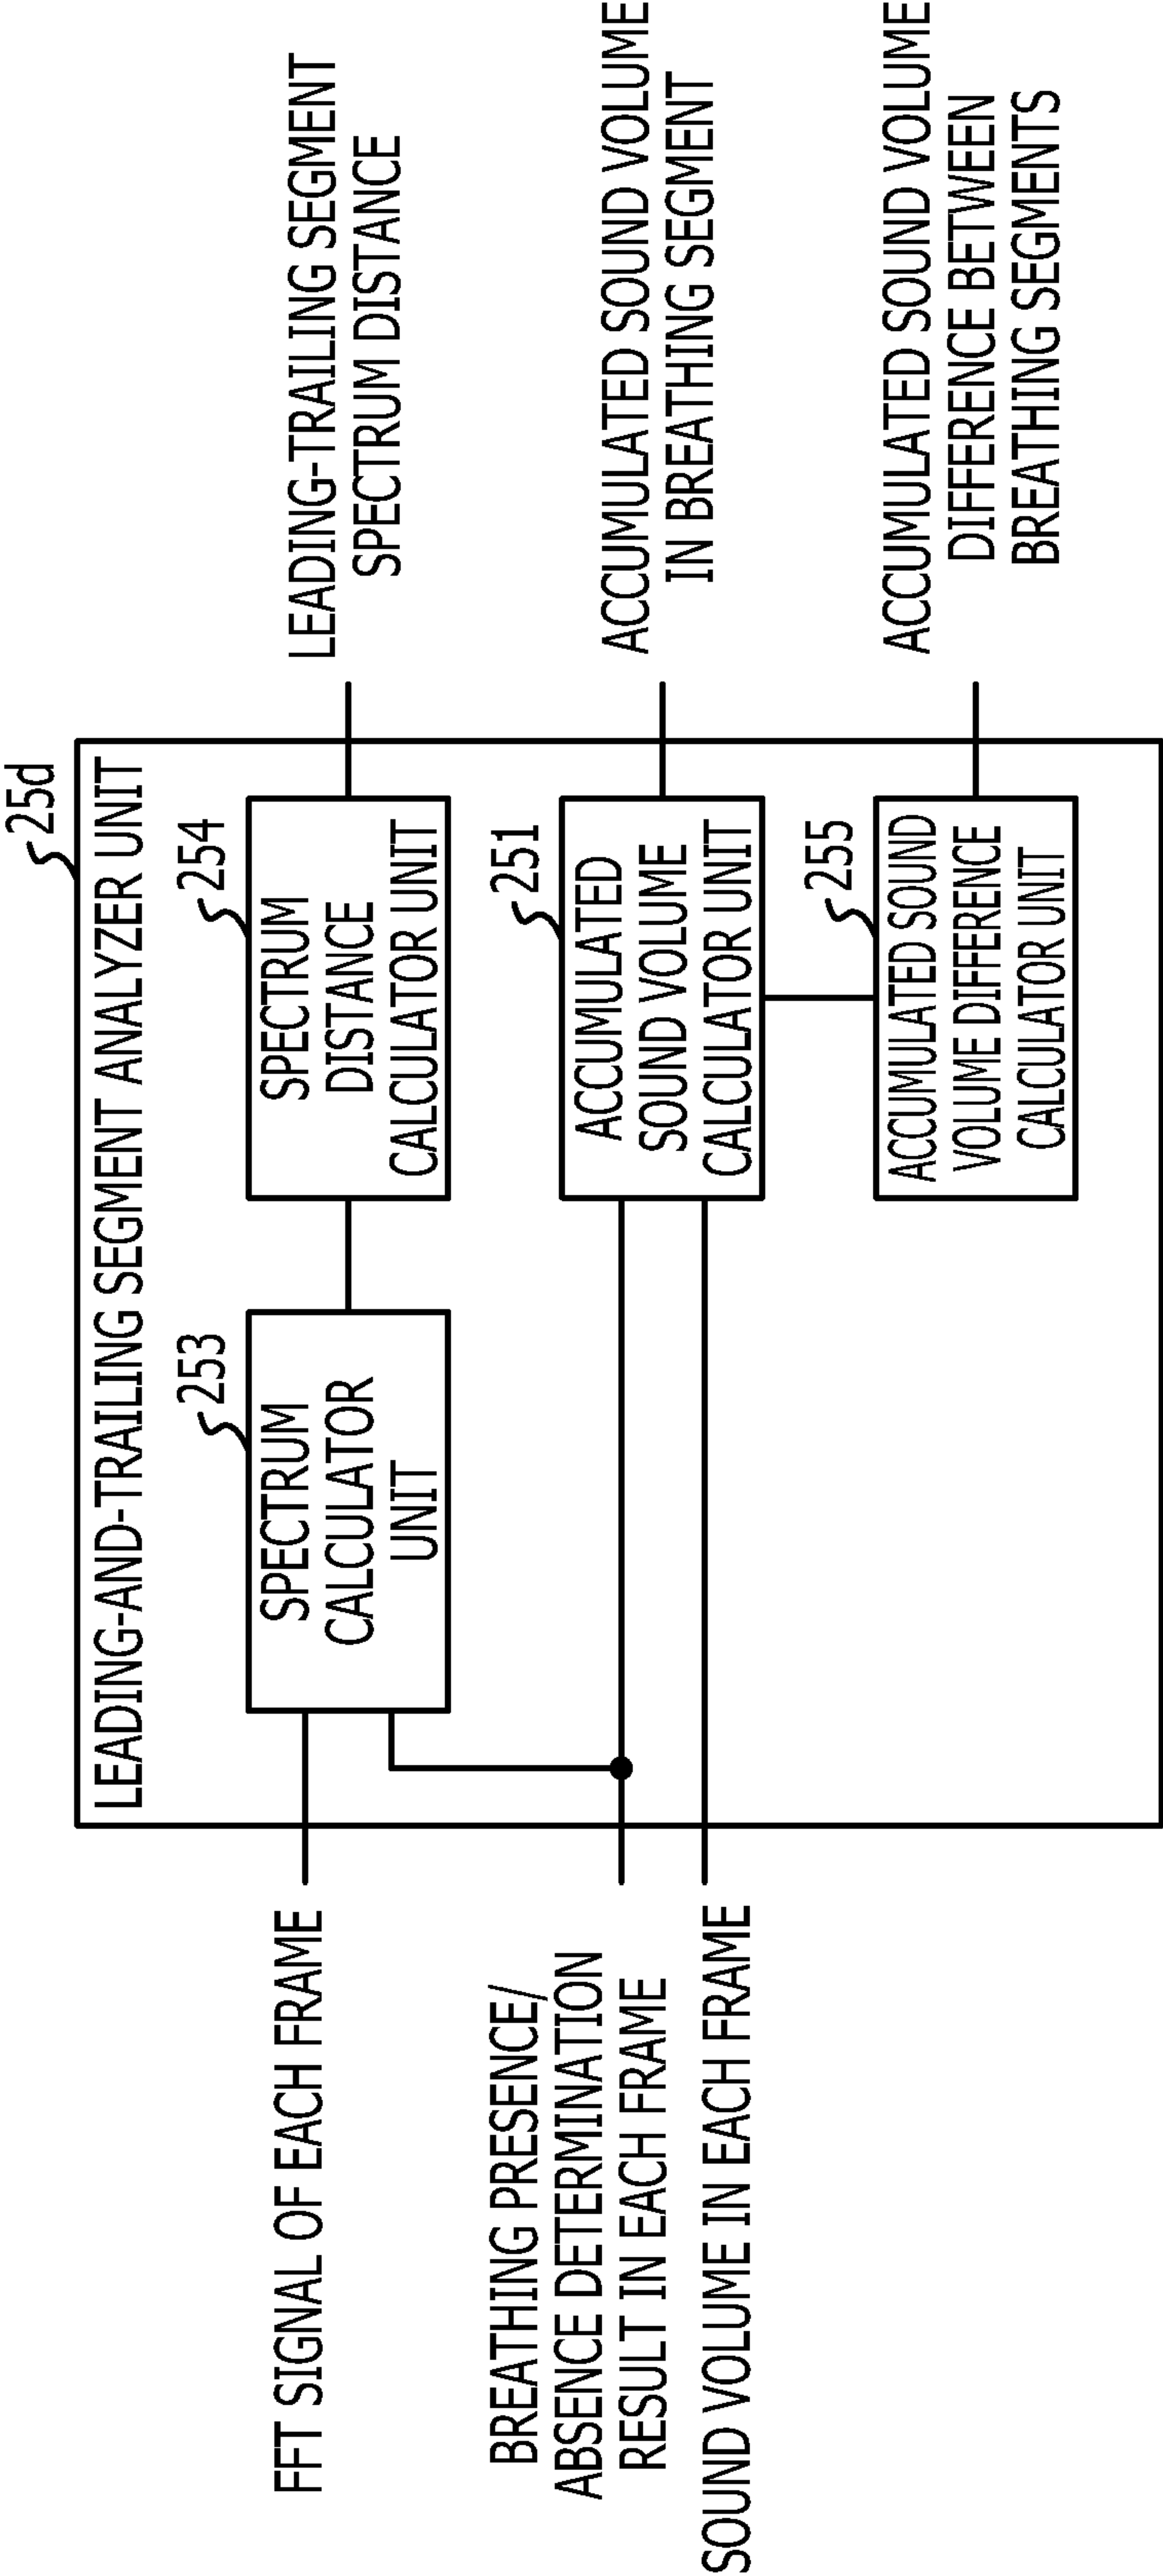 25d
LEADING-AND-TRAILING SEGMENT ANALYZER UNIT
FFT SIGNAL OF EACH FRAME
253
SPECTRUM
CALCULATOR
UNIT
254
SPECTRUM
DISTANCE
CALCULATOR UNIT
LEADING-TRAILING SEGMENT
SPECTRUM DISTANCE
BREATHING PRESENCE/
ABSENCE DETERMINATION
RESULT IN EACH FRAME
SOUND VOLUME IN EACH FRAME
251
ACCUMULATED
SOUND VOLUME
CALCULATOR UNIT
ACCUMULATED SOUND VOLUME
IN BREATHING SEGMENT
255
ACCUMULATED SOUND
VOLUME DIFFERENCE
CALCULATOR UNIT
ACCUMULATED SOUND VOLUME
DIFFERENCE BETWEEN
BREATHING SEGMENTS